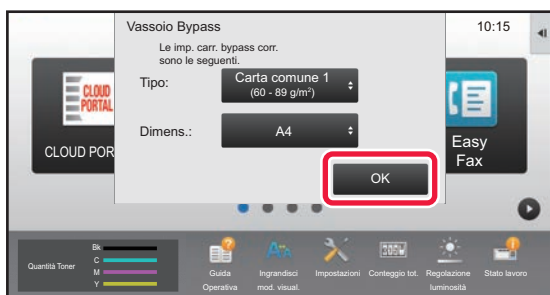 Vassoio Bypass
10:15
Le imp. carr. bypass corr.
sono le seguenti.
Tipo:
Carta comune 1
(60 - 89 g/m²)
Dimens.:
A4
OK
CLOUD
PORTAL
CLOUD POR
Easy
Fax
Quantità Toner
Bk
C
M
Y
Guida
Operativa
Ingrandisci
mod. visual.
Impostazioni
Conteggio tot.
Regolazione
luminosità
Stato lavoro